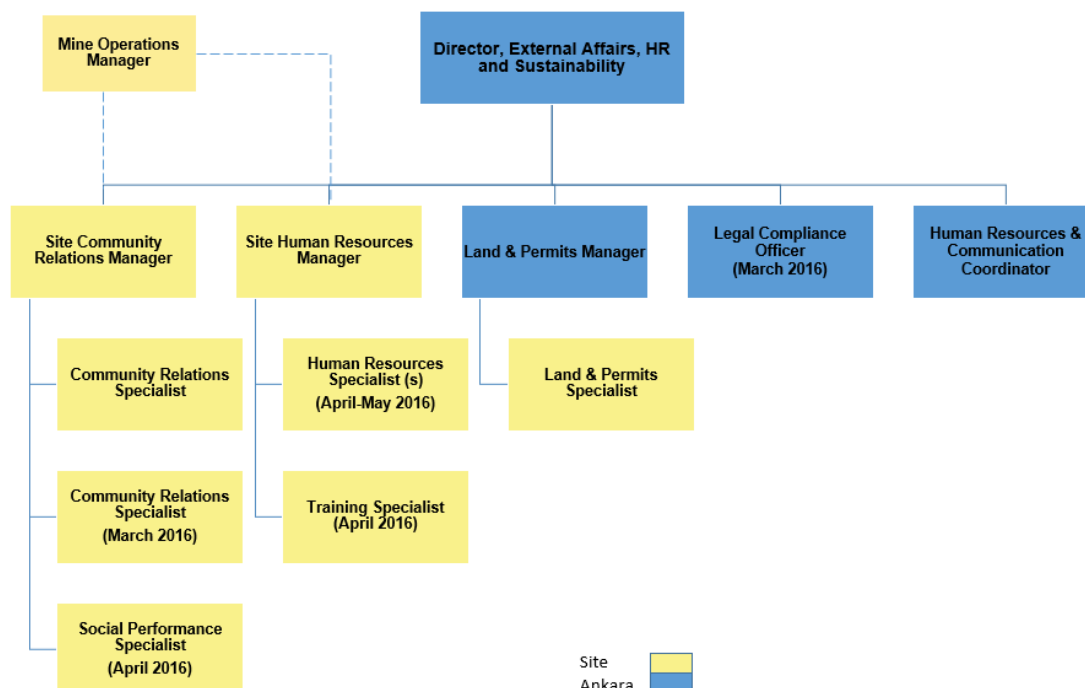 Mine Operations
Manager
Director, External Affairs, HR
and Sustainability
Site Community
Relations Manager
Site Human Resources
Manager
Land & Permits Manager
Legal Compliance
Officer
(March 2016)
Human Resources &
Communication
Coordinator
Community Relations
Specialist
Human Resources
Specialist (s)
(April-May 2016)
Land & Permits
Specialist
Community Relations
Specialist
(March 2016)
Training Specialist
(April 2016)
Social Performance
Specialist
(April 2016)
Site
Ankara